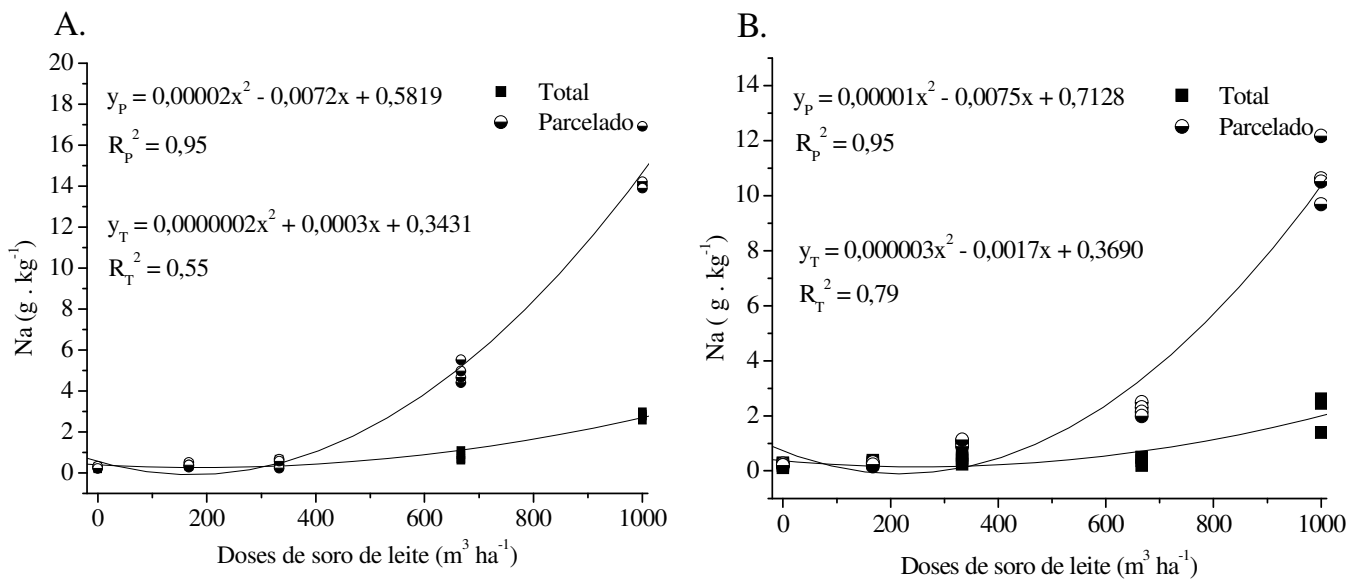 A.
20
18
16
14
12
10
8
6
4
2
0
Na (g . kg⁻¹)
y_P = 0,00002x² - 0,0072x + 0,5819
R_P² = 0,95
y_T = 0,0000002x² + 0,0003x + 0,3431
R_T² = 0,55
Total
Parcelado
0 200 400 600 800 1000
Doses de soro de leite (m³ ha⁻¹)
B.
14
12
10
8
6
4
2
0
Na ( g . kg⁻¹)
y_P = 0,00001x² - 0,0075x + 0,7128
R_P² = 0,95
y_T = 0,000003x² - 0,0017x + 0,3690
R_T² = 0,79
Total
Parcelado
0 200 400 600 800 1000
Doses de soro de leite (m³ ha⁻¹)